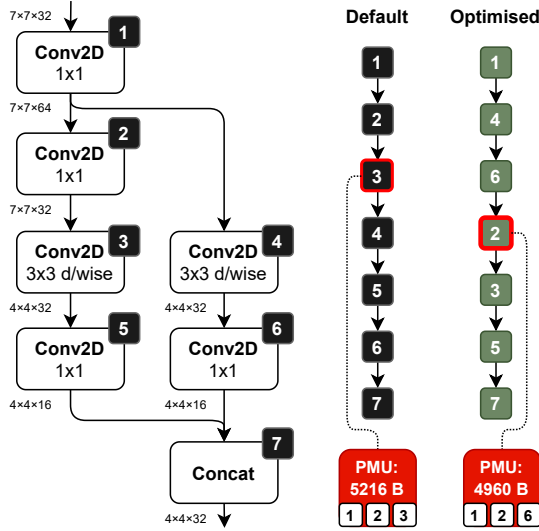 7×7×32
1
Conv2D
1x1
7×7×64
2
Conv2D
1x1
7×7×32
3
Conv2D
3x3 d/wise
4
Conv2D
3x3 d/wise
4×4×32
4×4×32
5
Conv2D
1x1
6
Conv2D
1x1
4×4×16
4×4×16
7
Concat
4×4×32
Default
1
2
3
4
5
6
7
PMU:
5216 B
1 2 3
Optimised
1
4
6
2
3
5
7
PMU:
4960 B
1 2 6